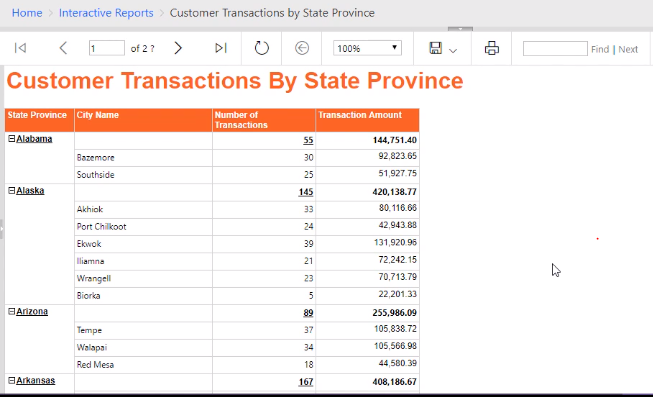 Home > Interactive Reports > Customer Transactions by State Province
1 of 2 ? 100% Find | Next
Customer Transactions By State Province
State Province City Name Number of Transactions Transaction Amount
Alabama 55 144,751.40
Bazemore 30 92,823.65
Southside 25 51,927.75
Alaska 145 420,138.77
Akhiok 33 80,116.66
Port Chilkoot 24 42,943.88
Ekwok 39 131,920.96
Iliamna 21 72,242.15
Wrangell 23 70,713.79
Biorka 5 22,201.33
Arizona 89 255,986.09
Tempe 37 105,838.72
Walapai 34 105,566.98
Red Mesa 18 44,580.39
Arkansas 167 408,186.67